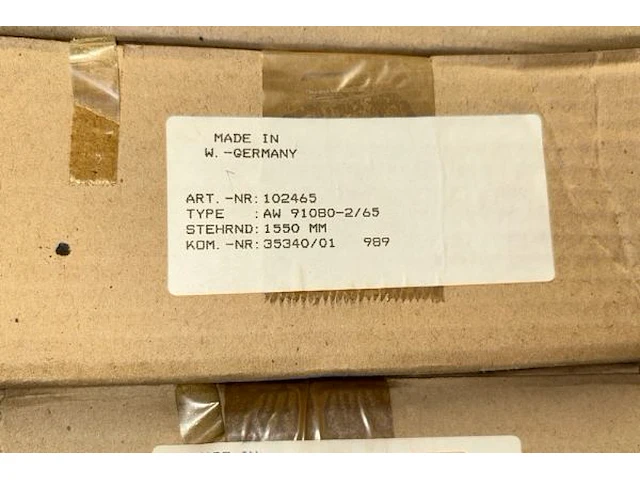 MADE IN
W.-GERMANY
ART.-NR:102465
TYPE :AW 91080-2/65
STEHRND:1550 MM
KOM.-NR:35340/01 989